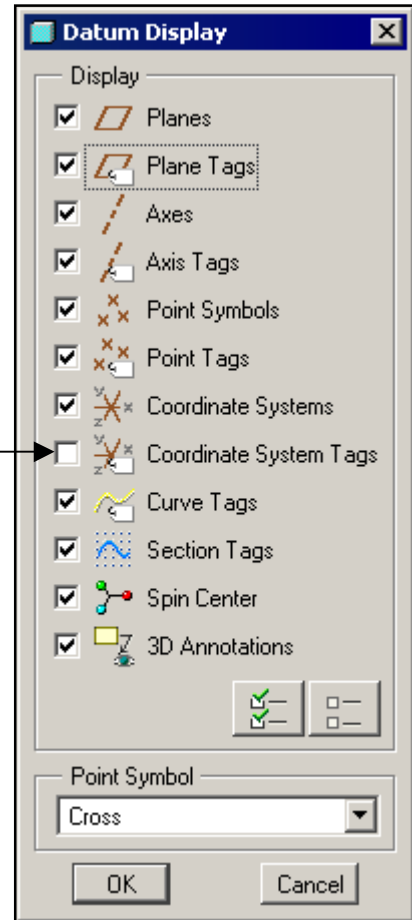 Datum Display
Display
Planes
Plane Tags
Axes
Axis Tags
Point Symbols
Point Tags
Coordinate Systems
Coordinate System Tags
Curve Tags
Section Tags
Spin Center
3D Annotations
Point Symbol
Cross
OK Cancel